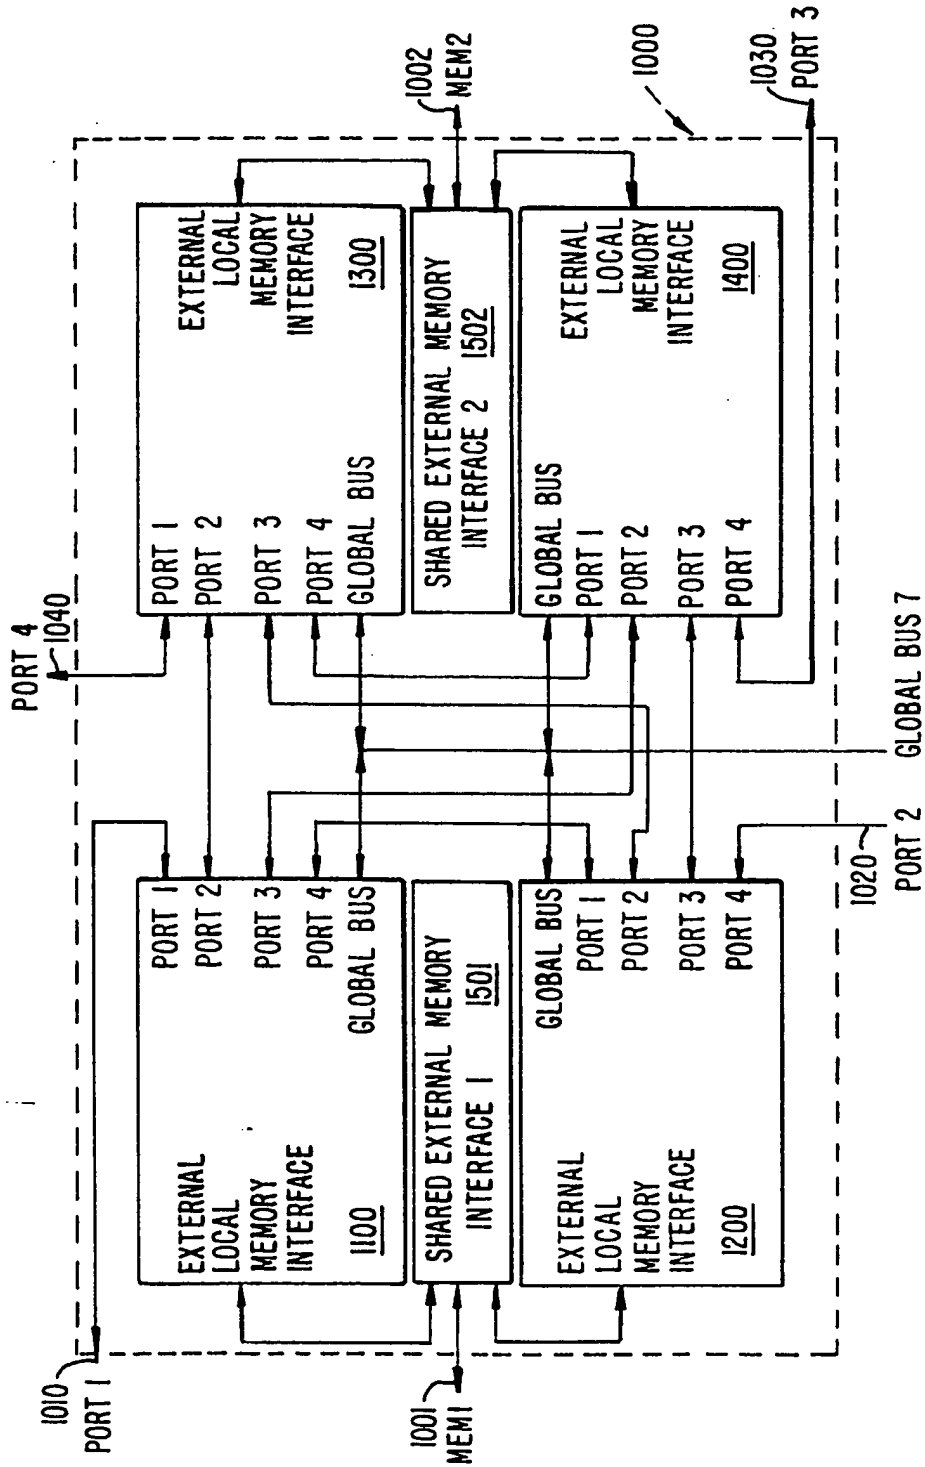 1010
PORT 1
1001
MEM1
1002
MEM2
1000
1030
PORT 3
PORT 4
1040
1020
PORT 2
GLOBAL BUS 7
EXTERNAL
LOCAL
MEMORY
INTERFACE
1100
PORT 1
PORT 2
PORT 3
PORT 4
GLOBAL BUS
SHARED EXTERNAL MEMORY
INTERFACE 1
1501
EXTERNAL
LOCAL
MEMORY
INTERFACE
1200
GLOBAL BUS
PORT 1
PORT 2
PORT 3
PORT 4
PORT 1
PORT 2
PORT 3
PORT 4
GLOBAL BUS
EXTERNAL
LOCAL
MEMORY
INTERFACE
1300
SHARED EXTERNAL MEMORY
INTERFACE 2
1502
GLOBAL BUS
PORT 1
PORT 2
PORT 3
PORT 4
EXTERNAL
LOCAL
MEMORY
INTERFACE
1400